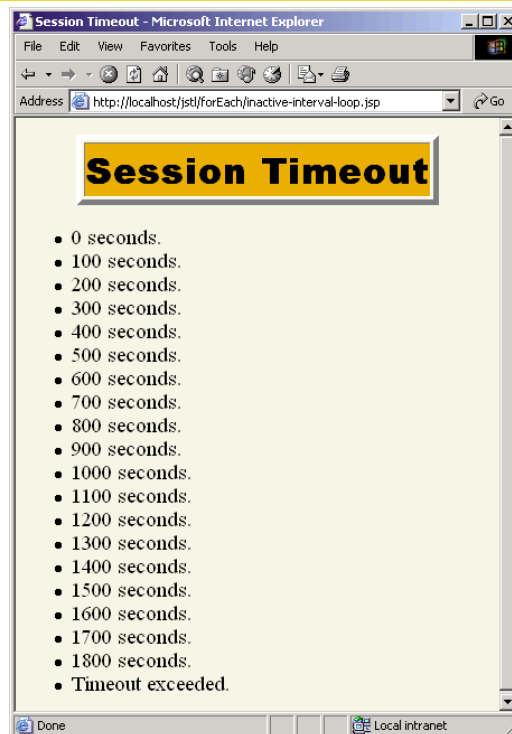 Session Timeout - Microsoft Internet Explorer
File Edit View Favorites Tools Help
Address http://localhost/jstl/forEach/inactive-interval-loop.jsp Go
Session Timeout
0 seconds.
100 seconds.
200 seconds.
300 seconds.
400 seconds.
500 seconds.
600 seconds.
700 seconds.
800 seconds.
900 seconds.
1000 seconds.
1100 seconds.
1200 seconds.
1300 seconds.
1400 seconds.
1500 seconds.
1600 seconds.
1700 seconds.
1800 seconds.
Timeout exceeded.
Done Local intranet